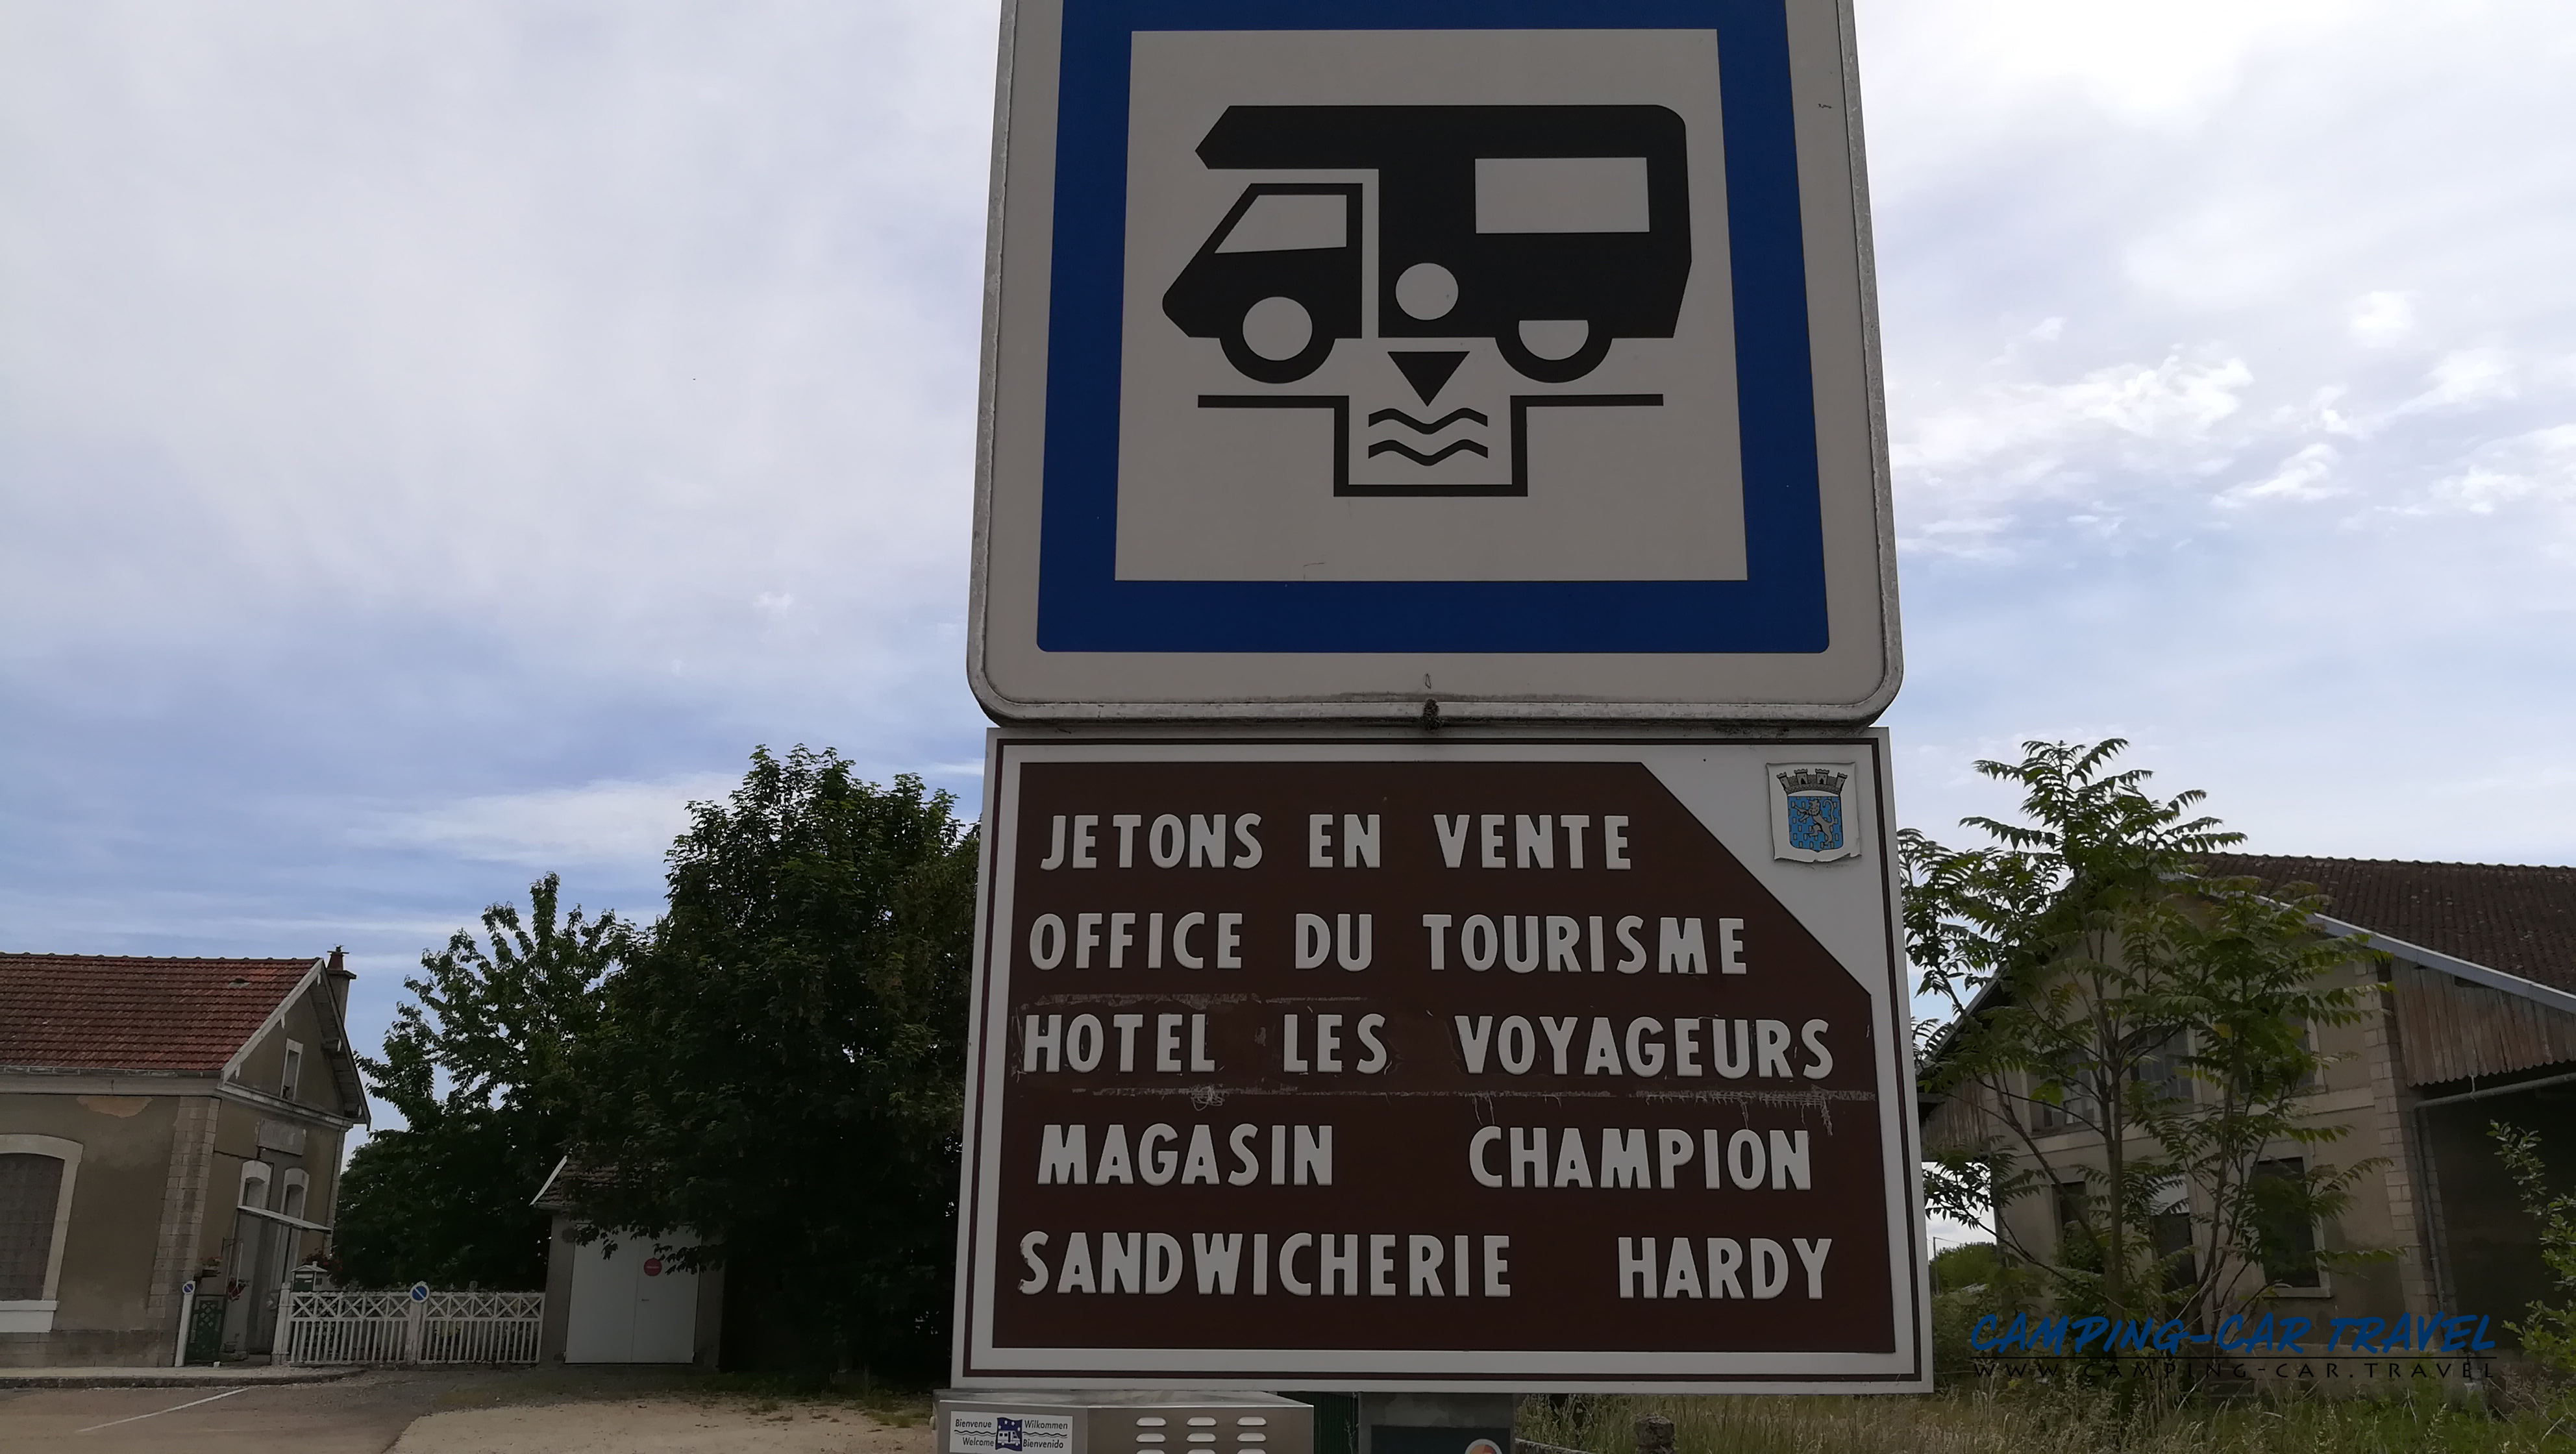 JETONS EN VENTE
OFFICE DU TOURISME
HOTEL LES VOYAGEURS
MAGASIN CHAMPION
SANDWICHERIE HARDY
Bienvenue Wilkommen
Welcome Bienvenido
CAMPING-CAR TRAVEL
WWW.CAMPING-CAR.TRAVEL